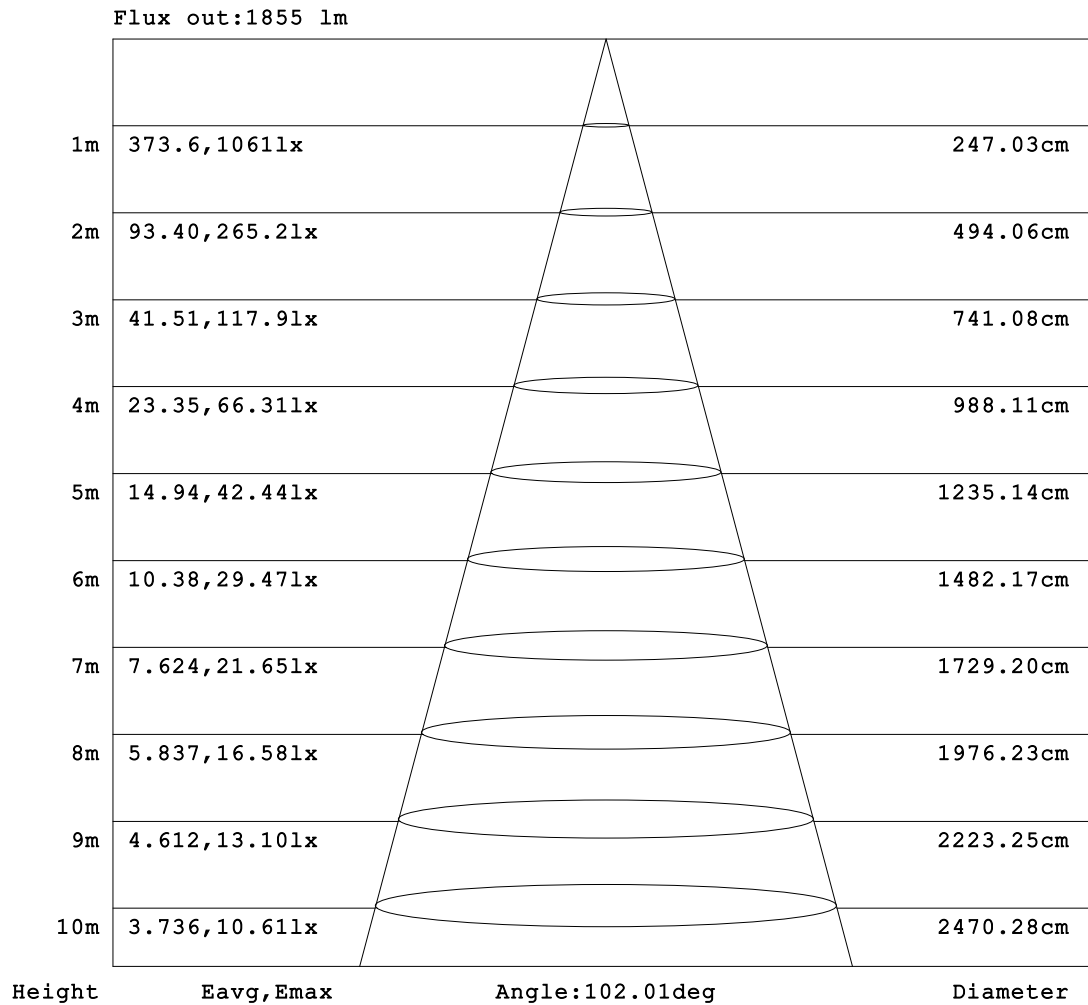 Flux out:1855 lm
1m 373.6,1061lx 247.03cm
2m 93.40,265.2lx 494.06cm
3m 41.51,117.9lx 741.08cm
4m 23.35,66.31lx 988.11cm
5m 14.94,42.44lx 1235.14cm
6m 10.38,29.47lx 1482.17cm
7m 7.624,21.65lx 1729.20cm
8m 5.837,16.58lx 1976.23cm
9m 4.612,13.10lx 2223.25cm
10m 3.736,10.61lx 2470.28cm
Height Eavg,Emax Angle:102.01deg Diameter